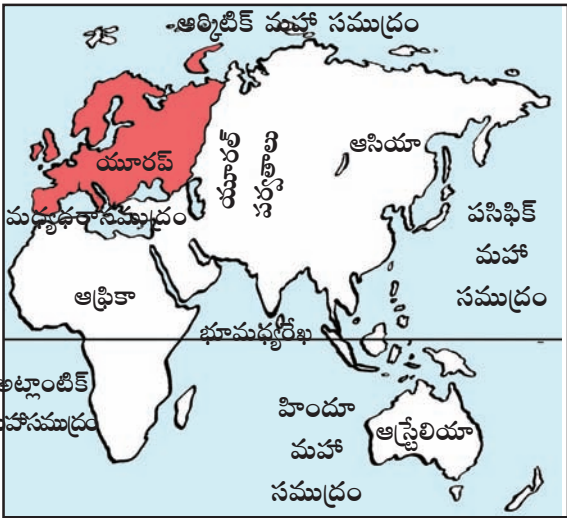 ఆర్కిటిక్ మహా సముద్రం
యూరప్
యూరల్
పర్వతాలు
ఆసియా
మధ్యధరాసముద్రం
పసిఫిక్
మహా
సముద్రం
ఆఫ్రికా
భూమధ్యరేఖ
అట్లాంటిక్
మహాసముద్రం
హిందూ
మహా
సముద్రం
ఆస్ట్రేలియా